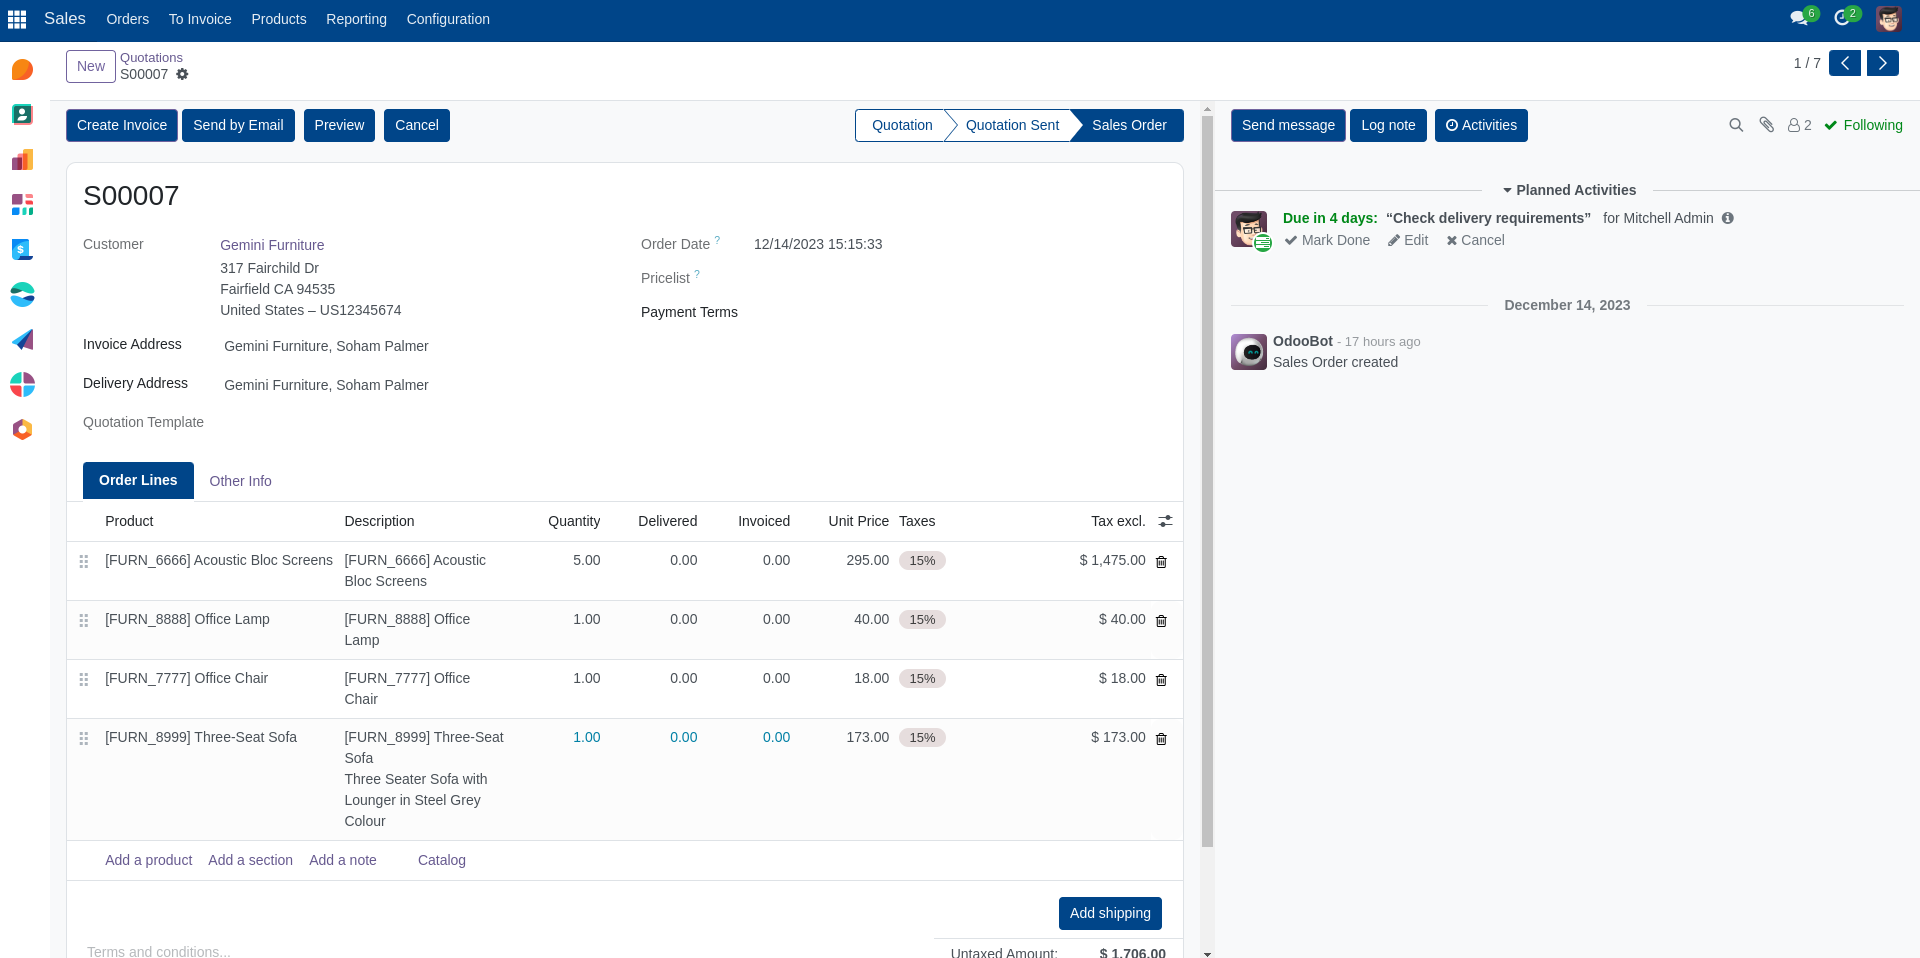 Sales Orders To Invoice Products Reporting Configuration 6 2
New Quotations
S00007
1 / 7
Create Invoice Send by Email Preview Cancel Quotation Quotation Sent Sales Order
Send message Log note Activities 2 Following
S00007
Customer Gemini Furniture
317 Fairchild Dr
Fairfield CA 94535
United States – US12345674
Order Date ? 12/14/2023 15:15:33
Pricelist ?
Payment Terms
Invoice Address Gemini Furniture, Soham Palmer
Delivery Address Gemini Furniture, Soham Palmer
Quotation Template
Order Lines Other Info
Product Description Quantity Delivered Invoiced Unit Price Taxes Tax excl.
[FURN_6666] Acoustic Bloc Screens [FURN_6666] Acoustic 5.00 0.00 0.00 295.00 15% $ 1,475.00
Bloc Screens
[FURN_8888] Office Lamp [FURN_8888] Office 1.00 0.00 0.00 40.00 15% $ 40.00
Lamp
[FURN_7777] Office Chair [FURN_7777] Office 1.00 0.00 0.00 18.00 15% $ 18.00
Chair
[FURN_8999] Three-Seat Sofa [FURN_8999] Three-Seat 1.00 0.00 0.00 173.00 15% $ 173.00
Sofa
Three Seater Sofa with
Lounger in Steel Grey
Colour
Add a product Add a section Add a note Catalog
Add shipping
Terms and conditions...
Untaxed Amount: $ 1,706.00
Planned Activities
Due in 4 days: “Check delivery requirements” for Mitchell Admin
Mark Done Edit Cancel
December 14, 2023
OdooBot - 17 hours ago
Sales Order created